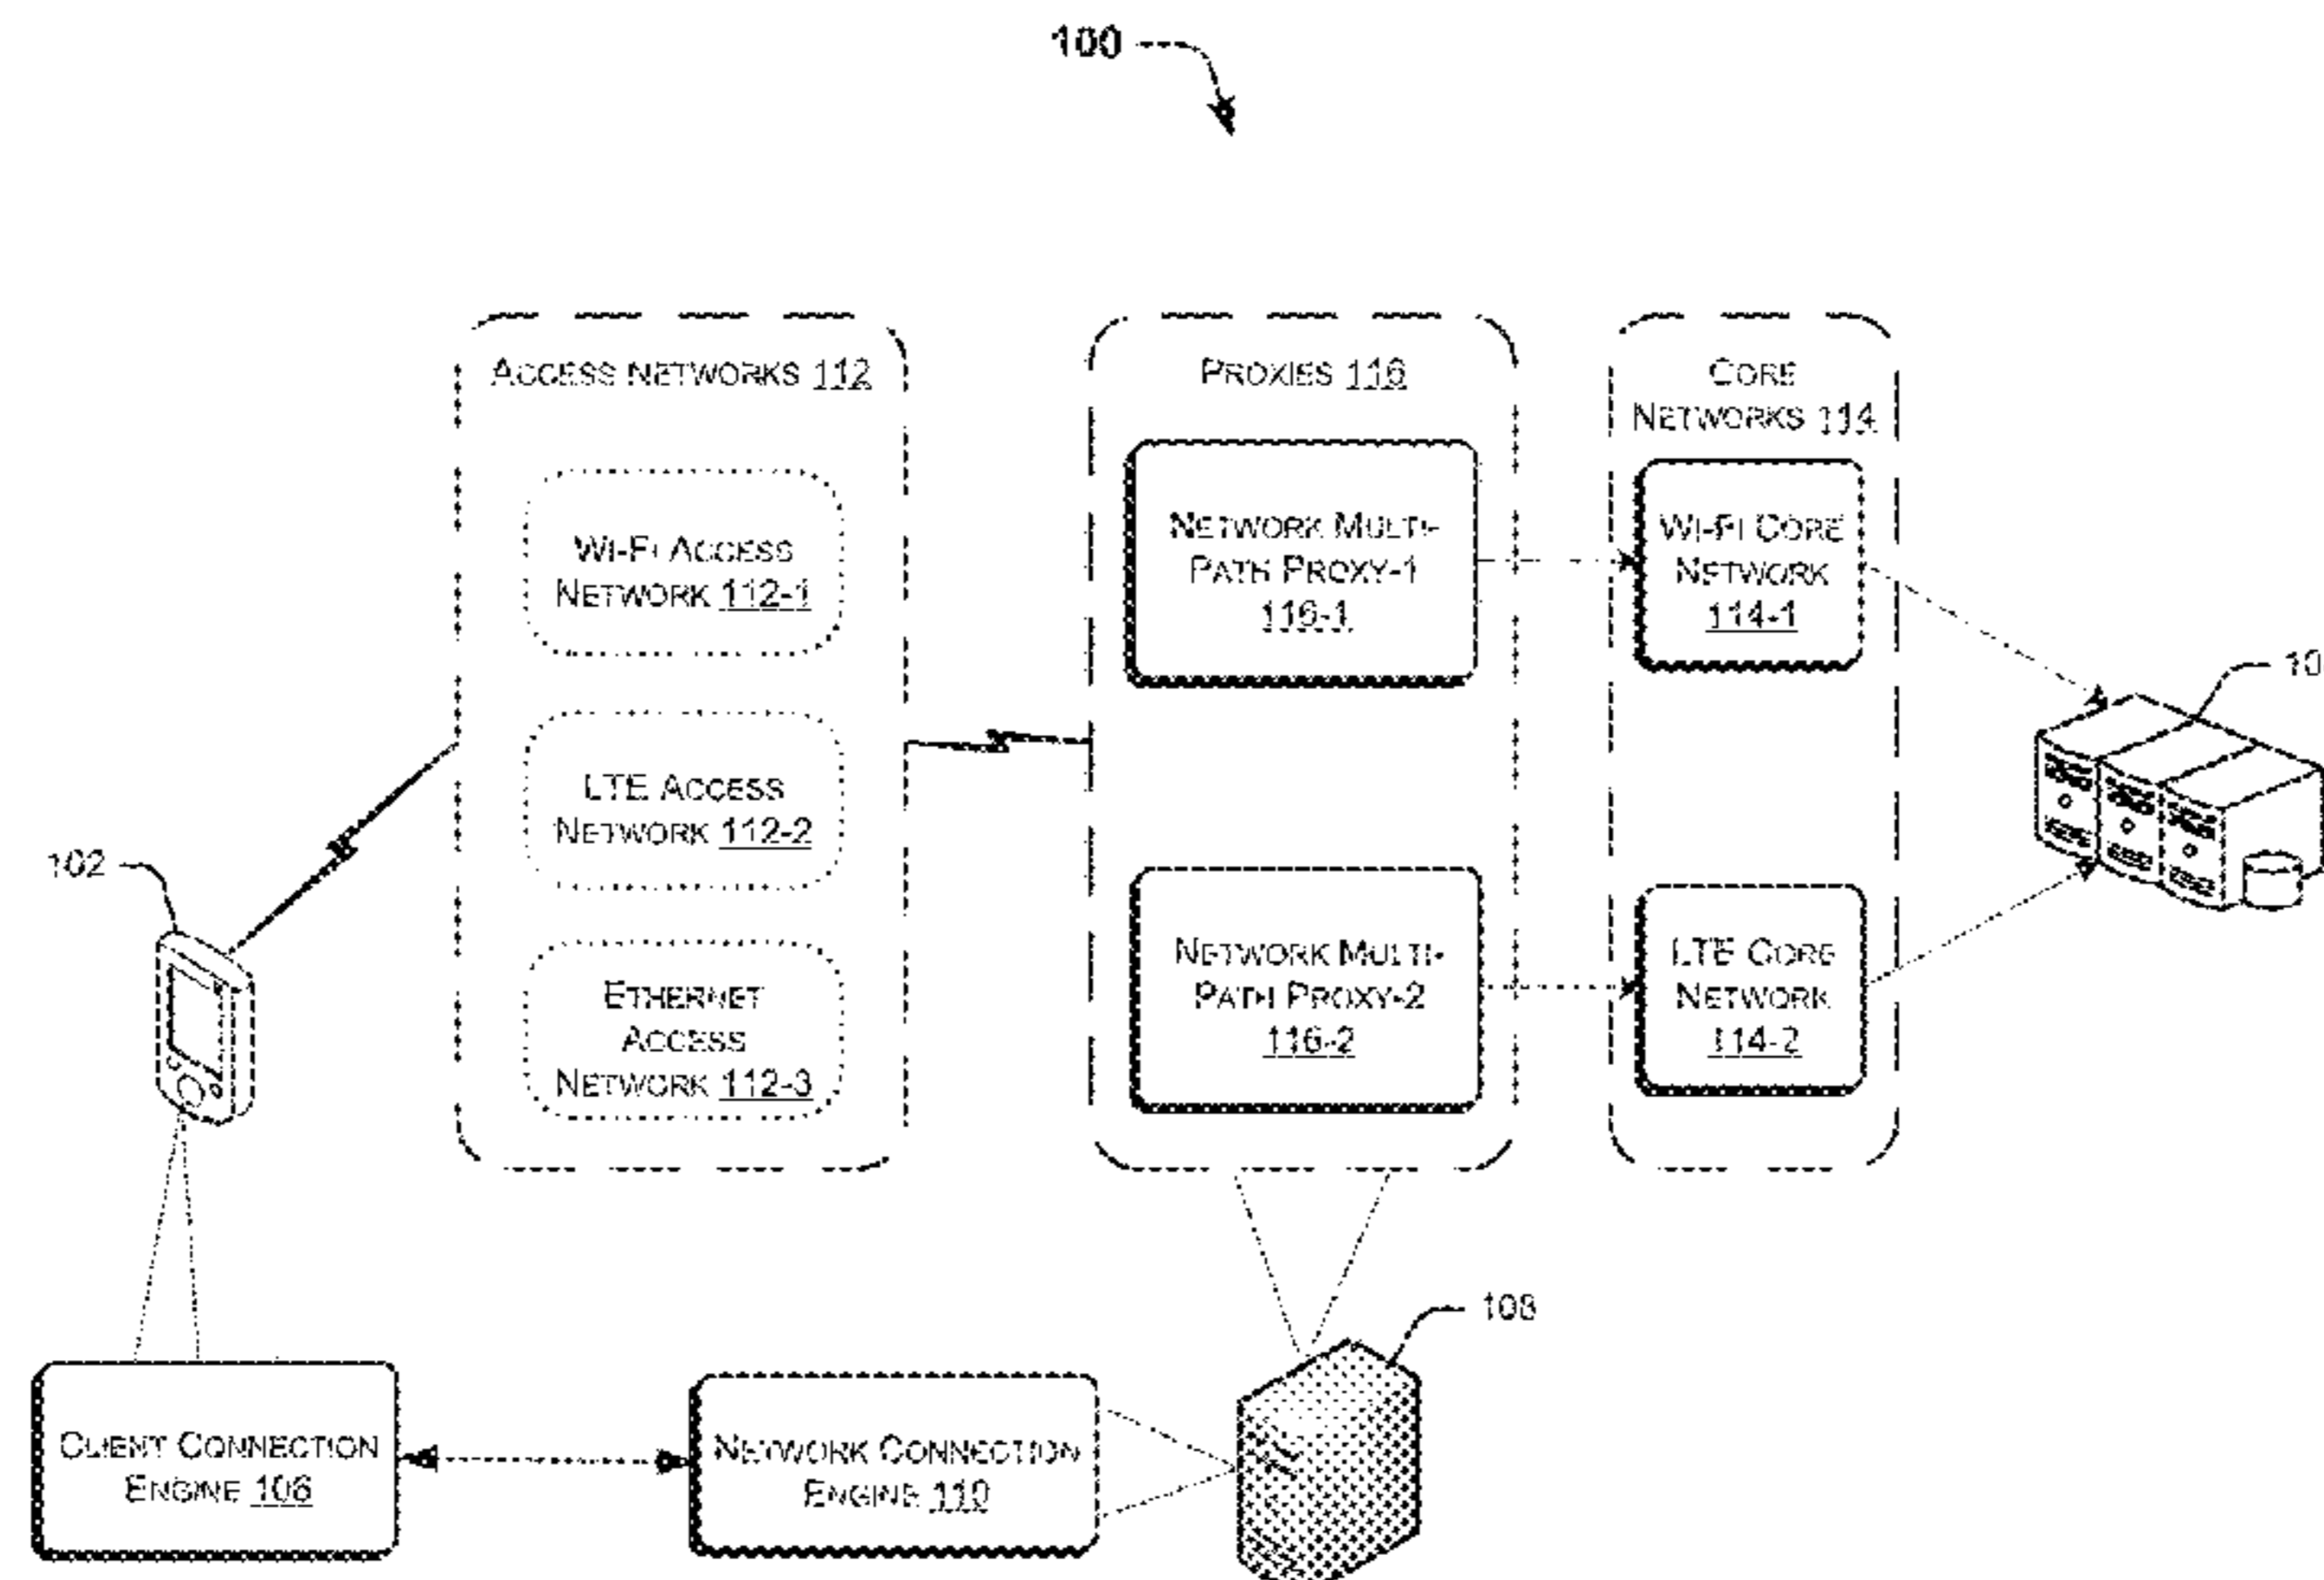 100
ACCESS NETWORKS 112
PROXIES 116
CORE
NETWORKS 114
WI-FI ACCESS
NETWORK 112-1
NETWORK MULTI-
PATH PROXY-1
116-1
WI-FI CORE
NETWORK
114-1
10
LTE ACCESS
NETWORK 112-2
102
NETWORK MULTI-
PATH PROXY-2
116-2
LTE CORE
NETWORK
114-2
ETHERNET
ACCESS
NETWORK 112-3
108
CLIENT CONNECTION
ENGINE 106
NETWORK CONNECTION
ENGINE 110